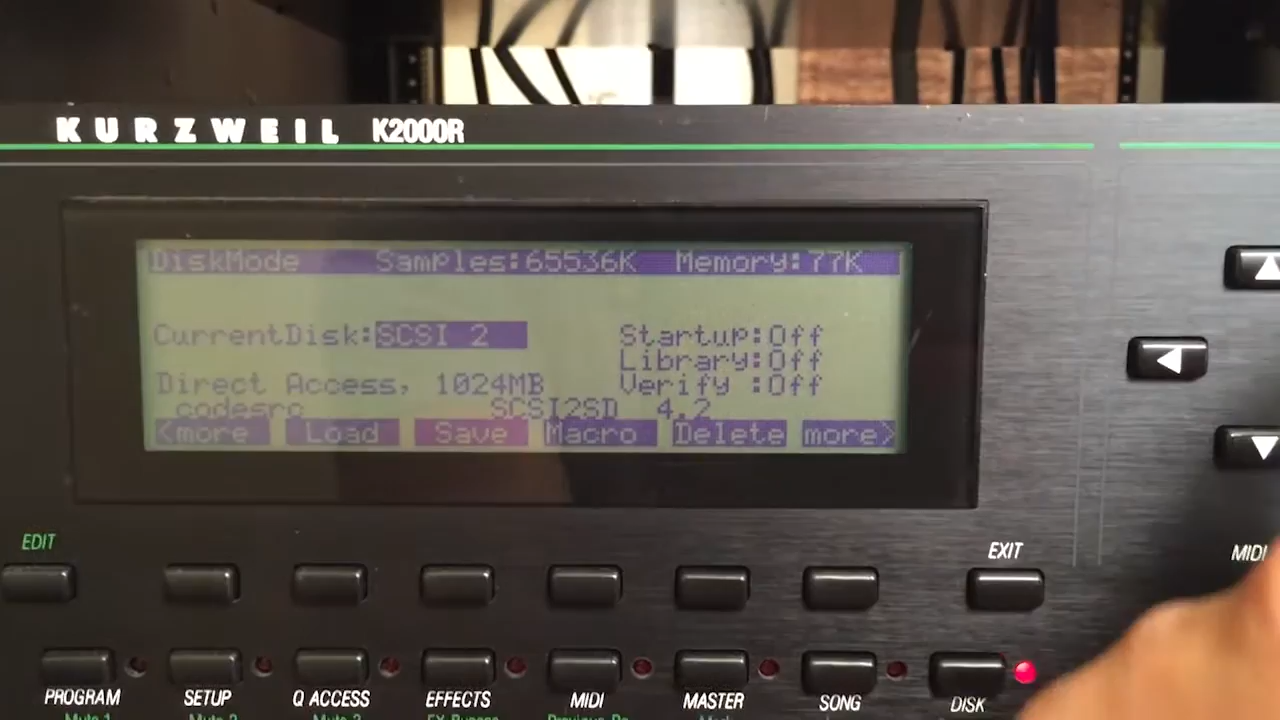 KURZWEIL K2000R
DiskMode Samples:65536K Memory:77K
CurrentDisk:SCSI 2 Startup:Off
Library:Off
Direct Access, 1024MB Verify :Off
codesrc SCSI2SD 4.2
<more Load Save Macro Delete more>
EDIT
EXIT
MIDI
PROGRAM SETUP Q ACCESS EFFECTS MIDI MASTER SONG DISK